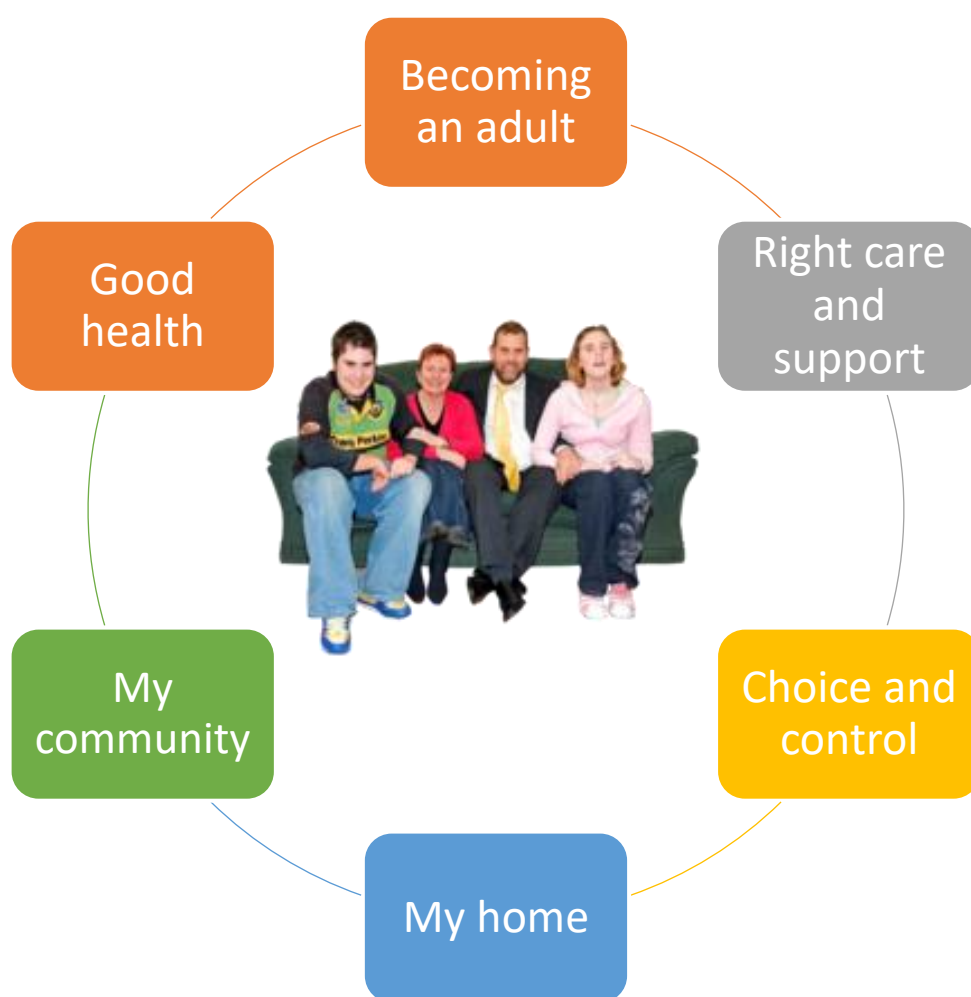 Becoming
an adult
Right care
and
support
Choice and
control
My home
My
community
Good
health